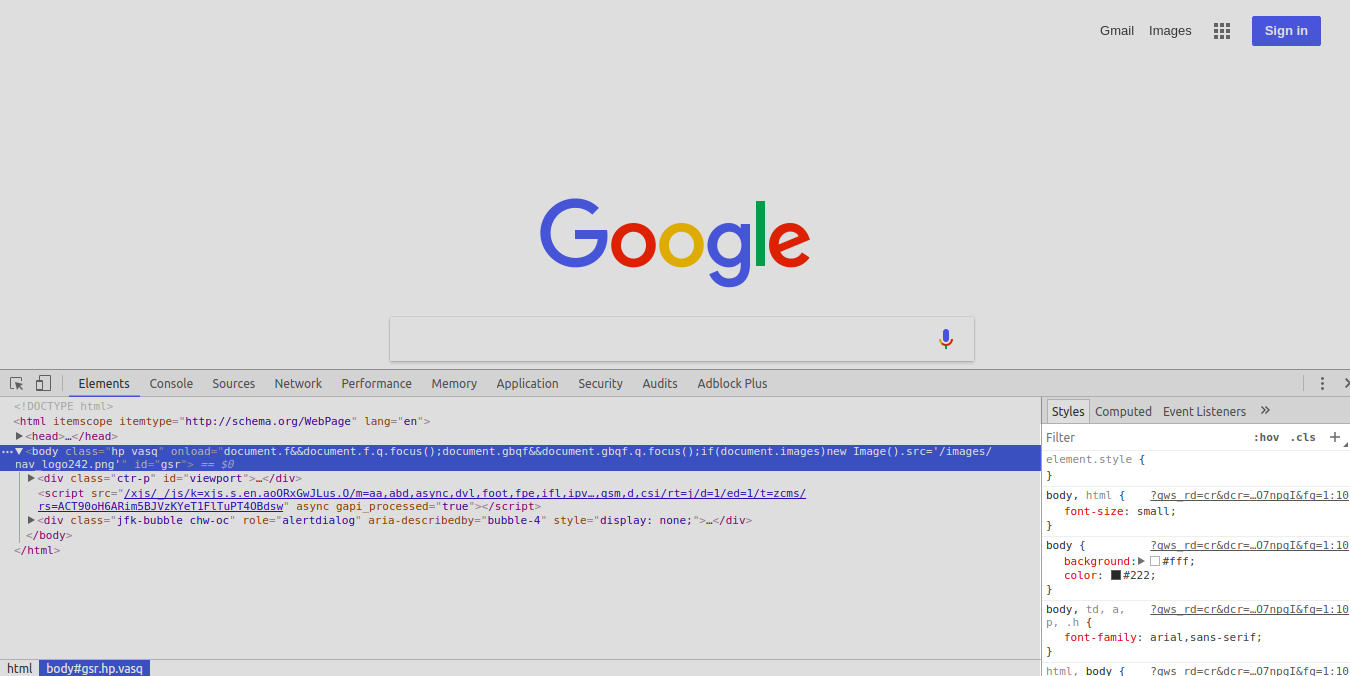 Gmail Images Sign in
Google
Elements Console Sources Network Performance Memory Application Security Audits Adblock Plus
<!DOCTYPE html>
<html itemscope itemtype="http://schema.org/WebPage" lang="en">
<head>…</head>
<body class="hp vasq" onload="document.f&&document.f.q.focus();document.gbqf&&document.gbqf.q.focus();if(document.images)new Image().src='/images/
nav_logo242.png'" id="gsr"> == $0
<div class="ctr-p" id="viewport">…</div>
<script src="/xjs/_/js/k=xjs.s.en.aoORxGwJLus.O/m=aa,abd,async,dvl,foot,fpe,ifl,ipv…,qsm,d,csi/rt=j/d=1/ed=1/t=zcms/
rs=ACT90oH6ARim5BJVzKYeT1FlTuPT4OBdsw" async gapi_processed="true"></script>
<div class="jfk-bubble chw-oc" role="alertdialog" aria-describedby="bubble-4" style="display: none;">…</div>
</body>
</html>
html body#gsr.hp.vasq
Styles Computed Event Listeners »
Filter :hov .cls +
element.style {
}
body, html { ?gws_rd=cr&dcr=…O7npgI&fg=1:10
font-size: small;
}
body { ?gws_rd=cr&dcr=…O7npgI&fg=1:10
background: #fff;
color: #222;
}
body, td, a, ?gws_rd=cr&dcr=…O7npgI&fg=1:10
p, .h {
font-family: arial,sans-serif;
}
html, body { ?gws_rd=cr&dcr=…O7npgI&fg=1:10